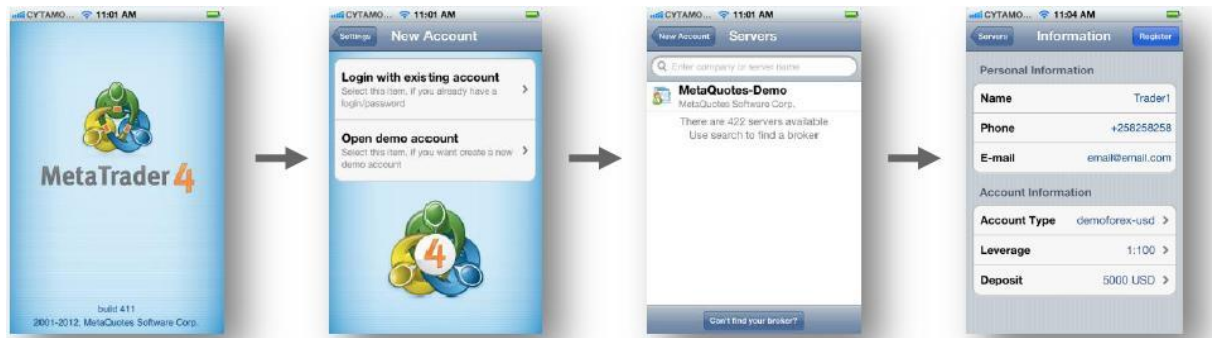 CYTAMO... 11:01 AM
MetaTrader 4
build 411
2001-2012, MetaQuotes Software Corp.
CYTAMO... 11:01 AM
Settings New Account
Login with existing account
Select this item, if you already have a
login/password
Open demo account
Select this item, if you want create a new
demo account
4
CYTAMO... 11:01 AM
New Account Servers
Enter company or server name
MetaQuotes-Demo
MetaQuotes Software Corp.
There are 422 servers available
Use search to find a broker
Can't find your broker?
CYTAMO... 11:04 AM
Servers Information Register
Personal Information
Name Trader1
Phone +258258258
E-mail email@email.com
Account Information
Account Type demoforex-usd
Leverage 1:100
Deposit 5000 USD